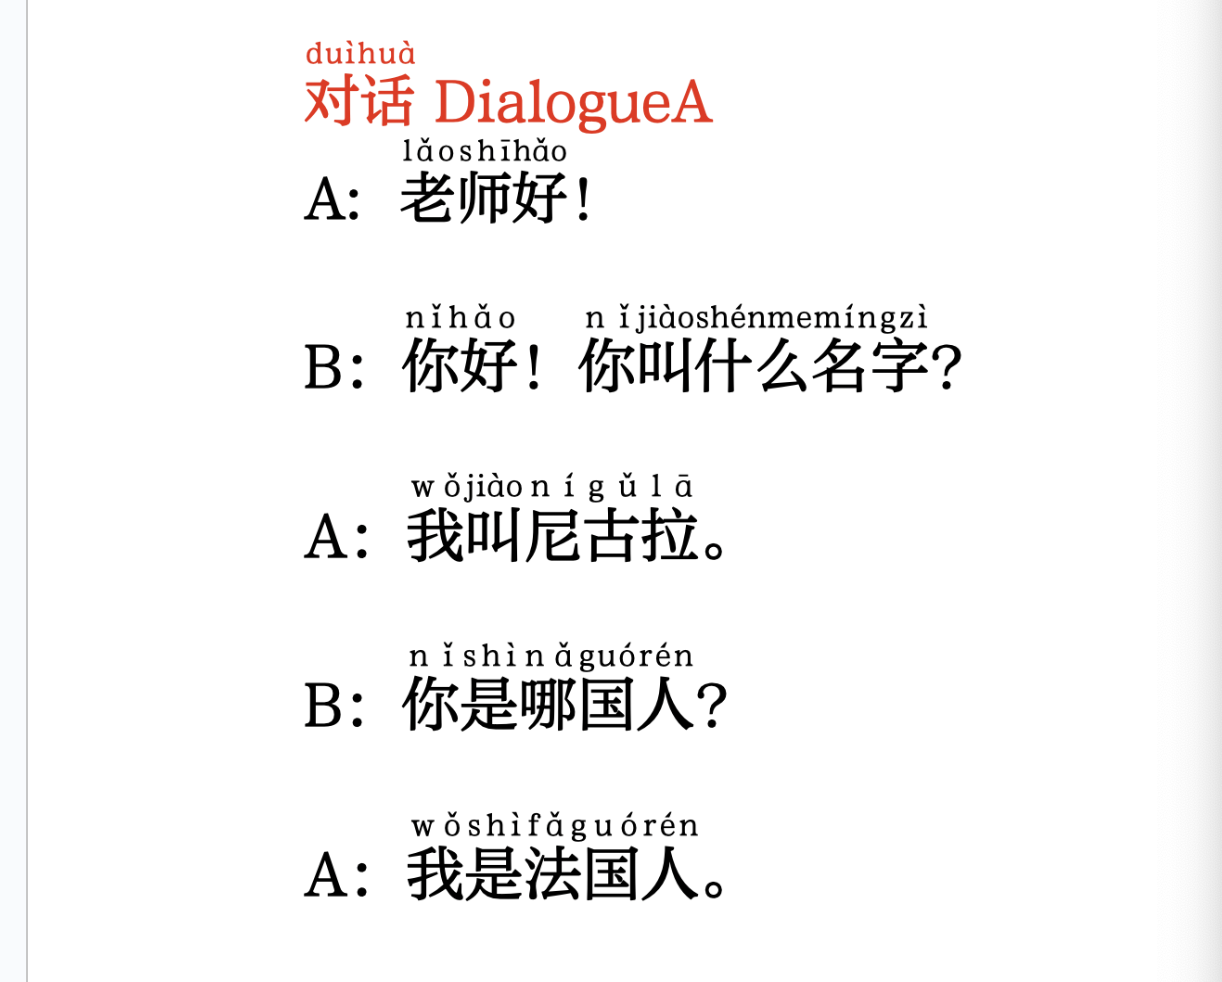 duìhuà
对话 DialogueA
lǎoshīhǎo
A: 老师好!
nǐhǎo nǐjiàoshénmemíngzì
B: 你好! 你叫什么名字?
wǒjiàonígǔlā
A: 我叫尼古拉。
nǐshìnǎguórén
B: 你是哪国人?
wǒshìfǎguórén
A: 我是法国人。